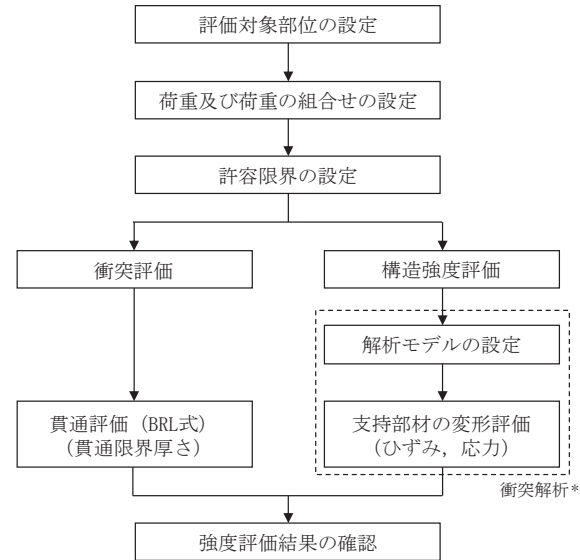 評価対象部位の設定
荷重及び荷重の組合せの設定
許容限界の設定
衝突評価
構造強度評価
解析モデルの設定
貫通評価（BRL式）
（貫通限界厚さ）
支持部材の変形評価
（ひずみ，応力）
衝突解析*
強度評価結果の確認